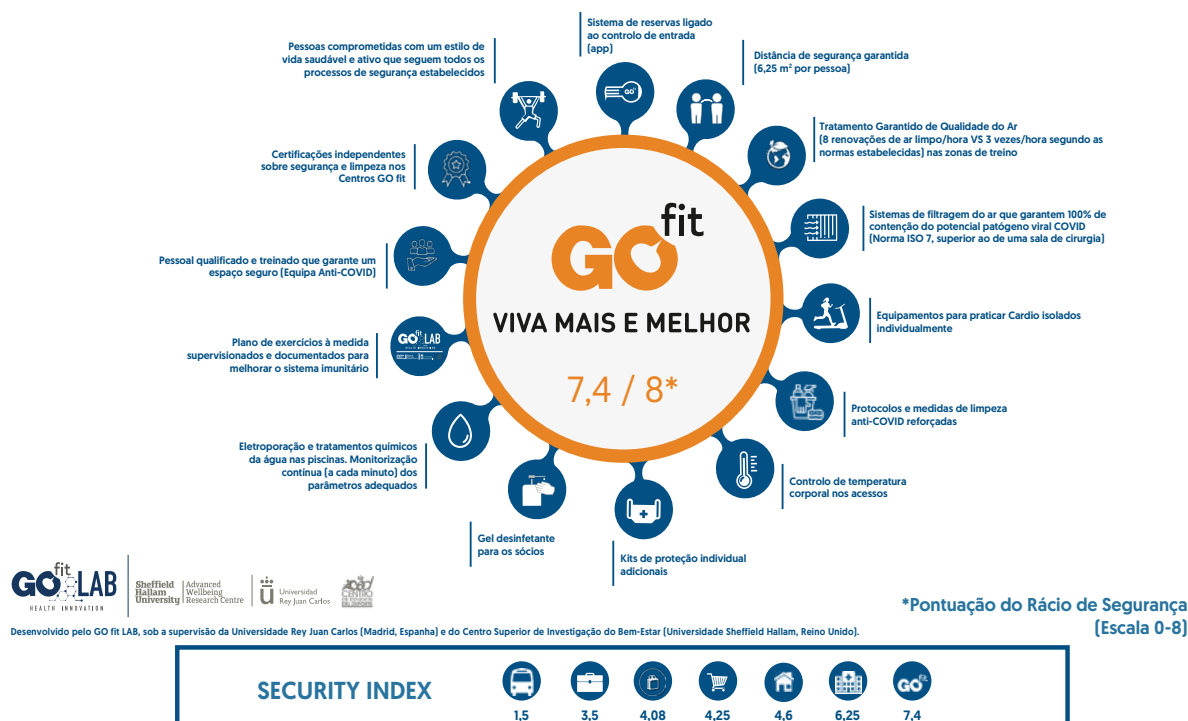 Sistema de reservas ligado
ao controlo de entrada
(app)
Pessoas comprometidas com um estilo de
vida saudável e ativo que seguem todos os
processos de segurança estabelecidos
Distância de segurança garantida
(6,25 m² por pessoa)
GO
Tratamento Garantido de Qualidade do Ar
(8 renovações de ar limpo/hora VS 3 vezes/hora segundo as
normas estabelecidas) nas zonas de treino
Certificações independentes
sobre segurança e limpeza nos
Centros GO fit
Sistemas de filtragem do ar que garantem 100% de
contenção do potencial patógeno viral COVID
(Norma ISO 7, superior ao de uma sala de cirurgia)
Pessoal qualificado e treinado que garante um
espaço seguro (Equipa Anti-COVID)
GO fit
VIVA MAIS E MELHOR
7,4 / 8*
Equipamentos para praticar Cardio isolados
individualmente
GO LAB
Plano de exercícios à medida
supervisionados e documentados para
melhorar o sistema imunitário
Protocolos e medidas de limpeza
anti-COVID reforçadas
Eletroporação e tratamentos químicos
da água nas piscinas. Monitorização
contínua (a cada minuto) dos
parâmetros adequados
Controlo de temperatura
corporal nos acessos
Gel desinfetante
para os sócios
Kits de proteção individual
adicionais
GO fit LAB
HEALTH INNOVATION
Sheffield
Hallam
University
Advanced
Wellbeing
Research Centre
Universidad
Rey Juan Carlos
*Pontuação do Rácio de Segurança
(Escala 0-8)
Desenvolvido pelo GO fit LAB, sob a supervisão da Universidade Rey Juan Carlos (Madrid, Espanha) e do Centro Superior de Investigação do Bem-Estar (Universidade Sheffield Hallam, Reino Unido).
SECURITY INDEX
GO fit
1,5 3,5 4,08 4,25 4,6 6,25 7,4